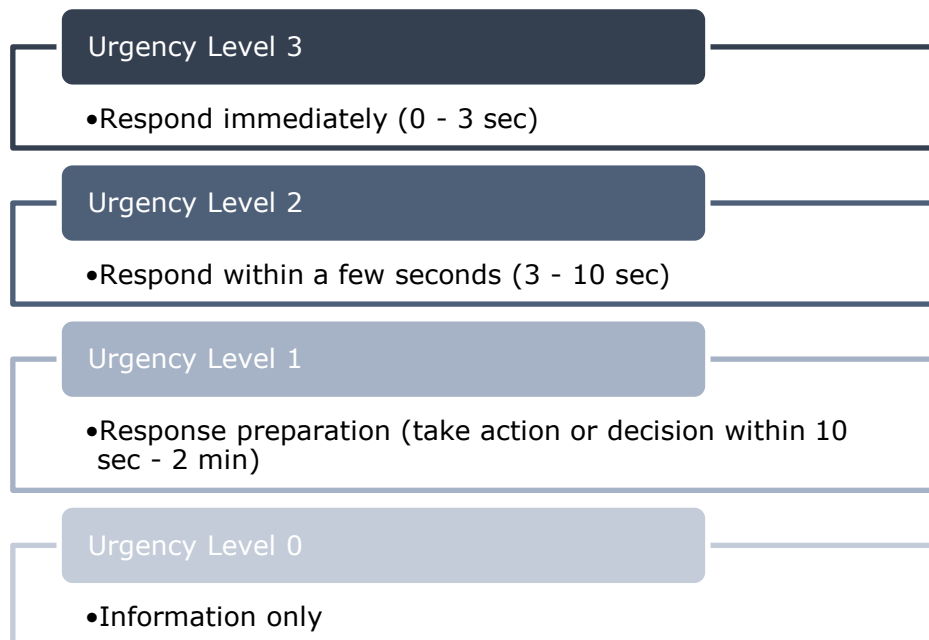 Urgency Level 3
•Respond immediately (0 - 3 sec)
Urgency Level 2
•Respond within a few seconds (3 - 10 sec)
Urgency Level 1
•Response preparation (take action or decision within 10
sec - 2 min)
Urgency Level 0
•Information only